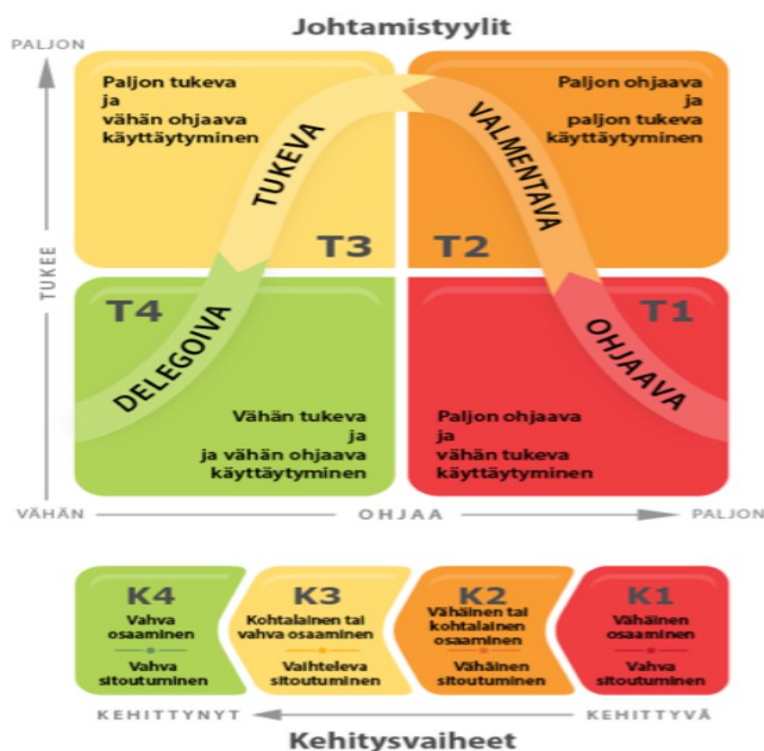 Johtamistyylit
PALJON
Paljon tukeva
ja
vähän ohjaava
käyttäytyminen
TUKEVA
T3
Paljon ohjaava
ja
paljon tukeva
käyttäytyminen
VALMENTAVA
T2
TUKEE
T4
DELEGOIVA
Vähän tukeva
ja
ja vähän ohjaava
käyttäytyminen
T1
OHJAAVA
Paljon ohjaava
ja
vähän tukeva
käyttäytyminen
VÄHÄN
OHJAA
PALJON
K4
Vahva
osaaminen
Vahva
sitoutuminen
K3
Kohtalainen tai
vahva osaaminen
Vaihteleva
sitoutuminen
K2
Vähäinen tai
kohtalainen
osaaminen
Vähäinen
sitoutuminen
K1
Vähäinen
osaaminen
Vahva
sitoutuminen
KEHITTYNYT
KEHITTYVÄ
Kehitysvaiheet